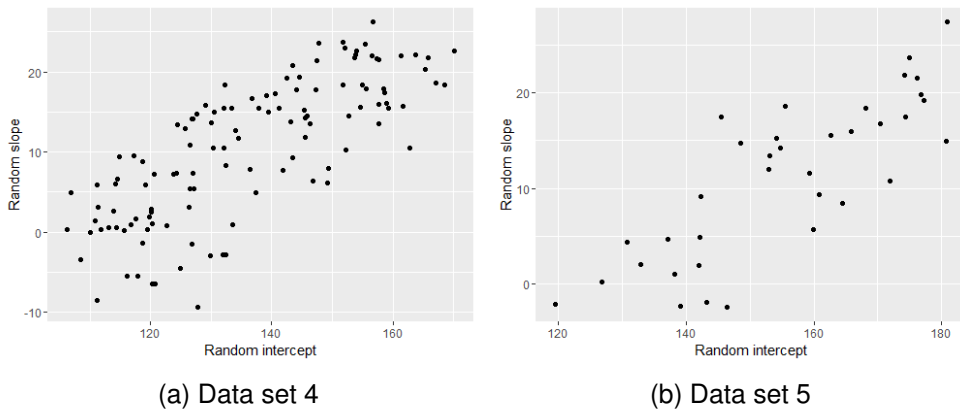 20
10
0
-10
Random slope
120
140
160
Random intercept
(a) Data set 4
20
10
0
Random slope
120
140
160
180
Random intercept
(b) Data set 5